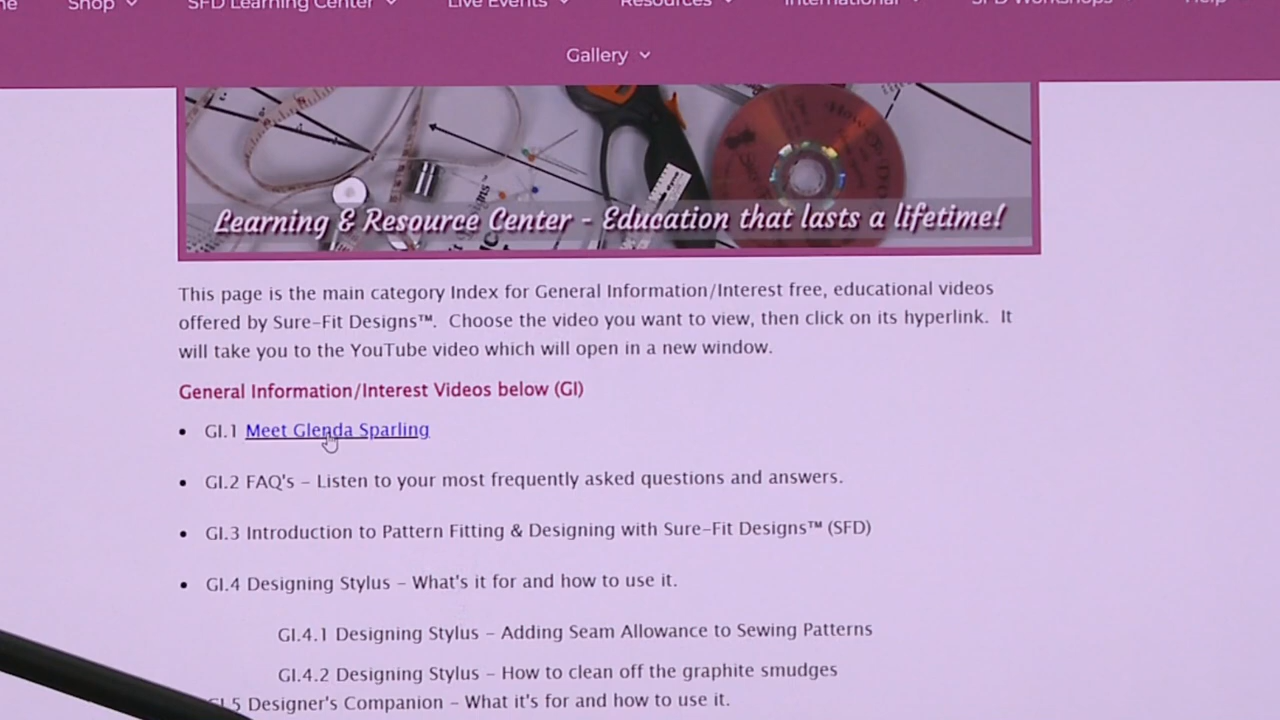 Shop
SFD Learning Center
Live Events
Resources
International
SFD Workshops
Help
Gallery
Learning & Resource Center - Education that lasts a lifetime!
This page is the main category Index for General Information/Interest free, educational videos
offered by Sure-Fit Designs™. Choose the video you want to view, then click on its hyperlink. It
will take you to the YouTube video which will open in a new window.
General Information/Interest Videos below (GI)
• GI.1 Meet Glenda Sparling
• GI.2 FAQ's – Listen to your most frequently asked questions and answers.
• GI.3 Introduction to Pattern Fitting & Designing with Sure-Fit Designs™ (SFD)
• GI.4 Designing Stylus – What's it for and how to use it.
GI.4.1 Designing Stylus – Adding Seam Allowance to Sewing Patterns
GI.4.2 Designing Stylus – How to clean off the graphite smudges
GI.5 Designer's Companion – What it's for and how to use it.